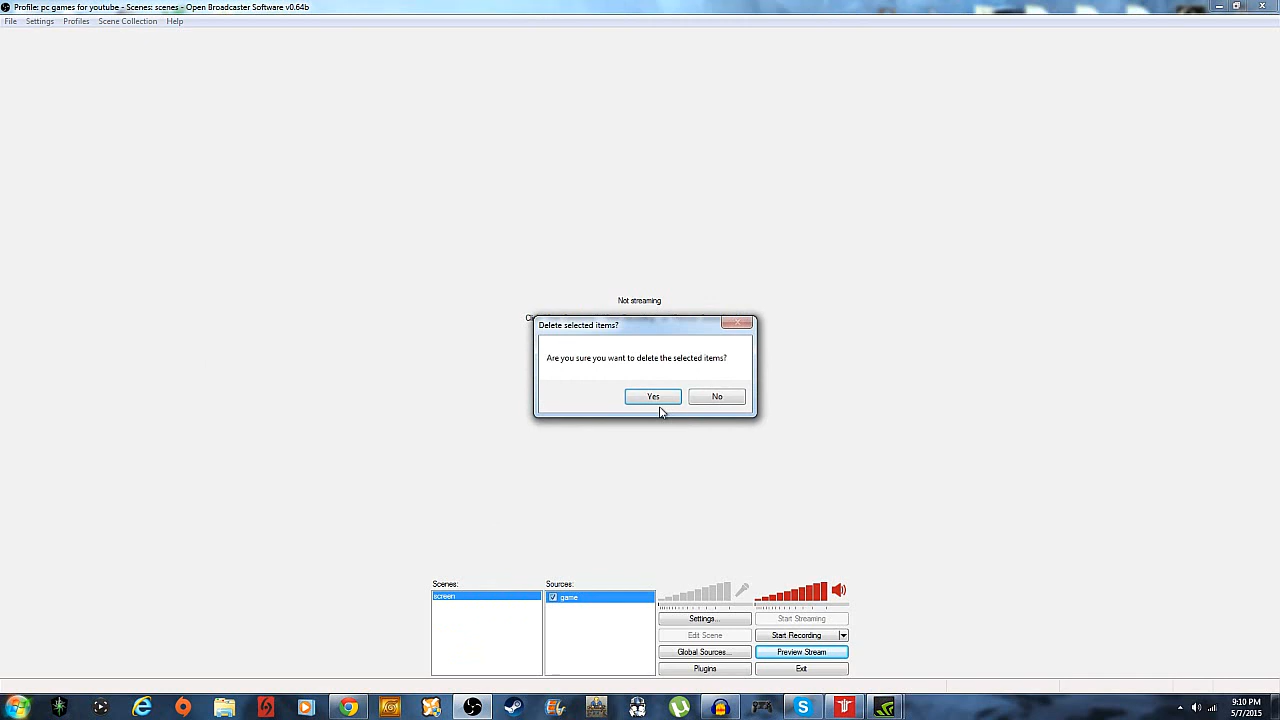 Profile: pc games for youtube - Scenes: scenes - Open Broadcaster Software v0.64b
File Settings Profiles Scene Collection Help
Not streaming
Delete selected items?
Are you sure you want to delete the selected items?
Yes No
Scenes: Sources:
screen game
Settings... Start Streaming
Edit Scene Start Recording
Global Sources... Preview Stream
Plugins Exit
9:10 PM
5/7/2015